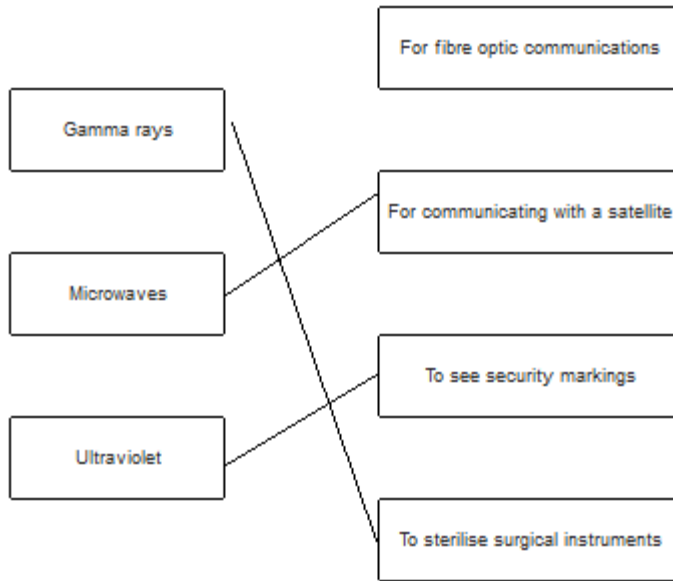 For fibre optic communications
Gamma rays
For communicating with a satellite
Microwaves
To see security markings
Ultraviolet
To sterilise surgical instruments